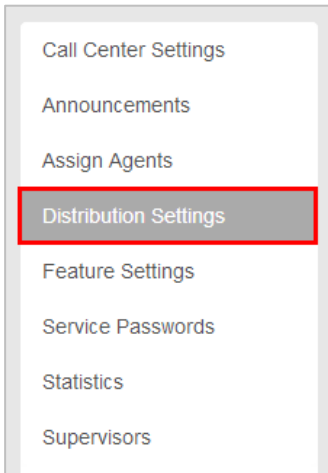 Call Center Settings
Announcements
Assign Agents
Distribution Settings
Feature Settings
Service Passwords
Statistics
Supervisors